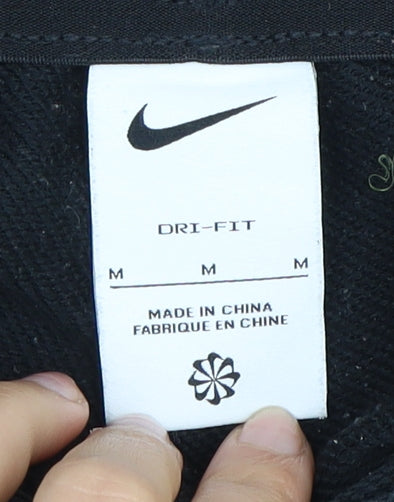 DRI-FIT
M M M
MADE IN CHINA
FABRIQUE EN CHINE